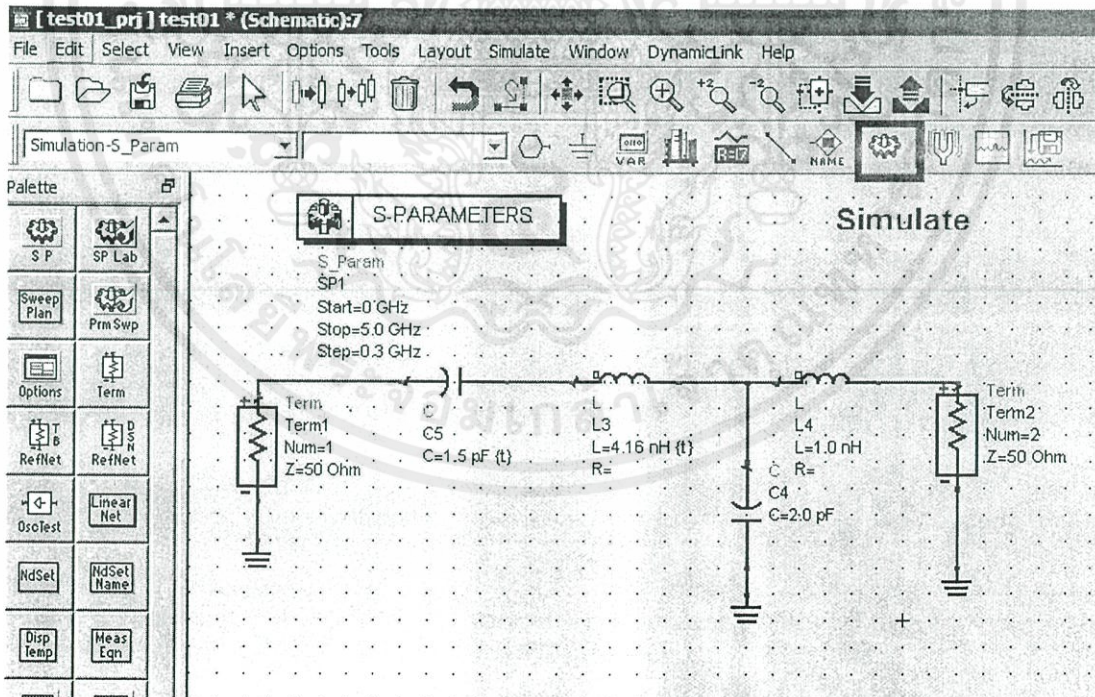 [ test01_prj ] test01 * (Schematic):7
File Edit Select View Insert Options Tools Layout Simulate Window DynamicLink Help
+2 -2
Simulation-S_Param
VAR
NAME
Palette
S P
SP Lab
Sweep Plan
Prm Swp
Options
Term
RefNet
RefNet
OscTest
Linear Net
NdSet
NdSet Name
Disp Temp
Meas Eqn
S-PARAMETERS
S_Param
SP1
Start=0 GHz
Stop=5.0 GHz
Step=0.3 GHz
Simulate
Term
Term1
Num=1
Z=50 Ohm
C
C5
C=1.5 pF {t}
L
L3
L=4.16 nH {t}
R=
L
L4
L=1.0 nH
R=
C
C4
C=2.0 pF
Term
Term2
Num=2
Z=50 Ohm